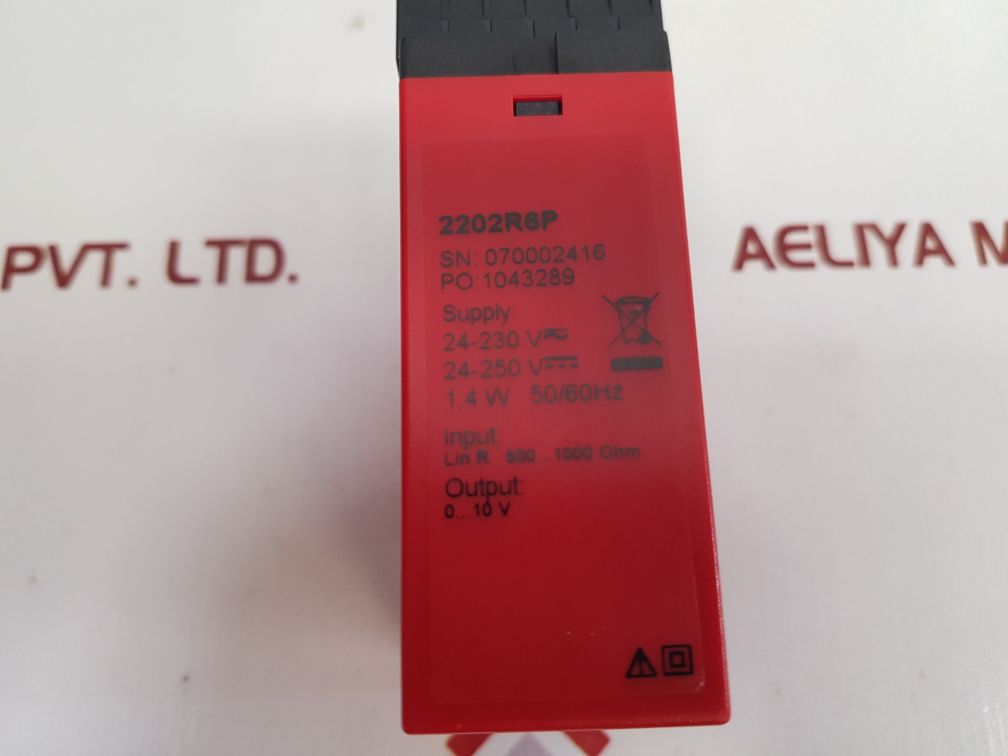 PVT. LTD.
AELIYA M
2202R6P
SN: 070002416
PO:1043289
Supply:
24-230 V
24-250 V
1,4 W 50/60Hz
Input:
Lin R 600...1000 Ohm
Output:
0...10 V